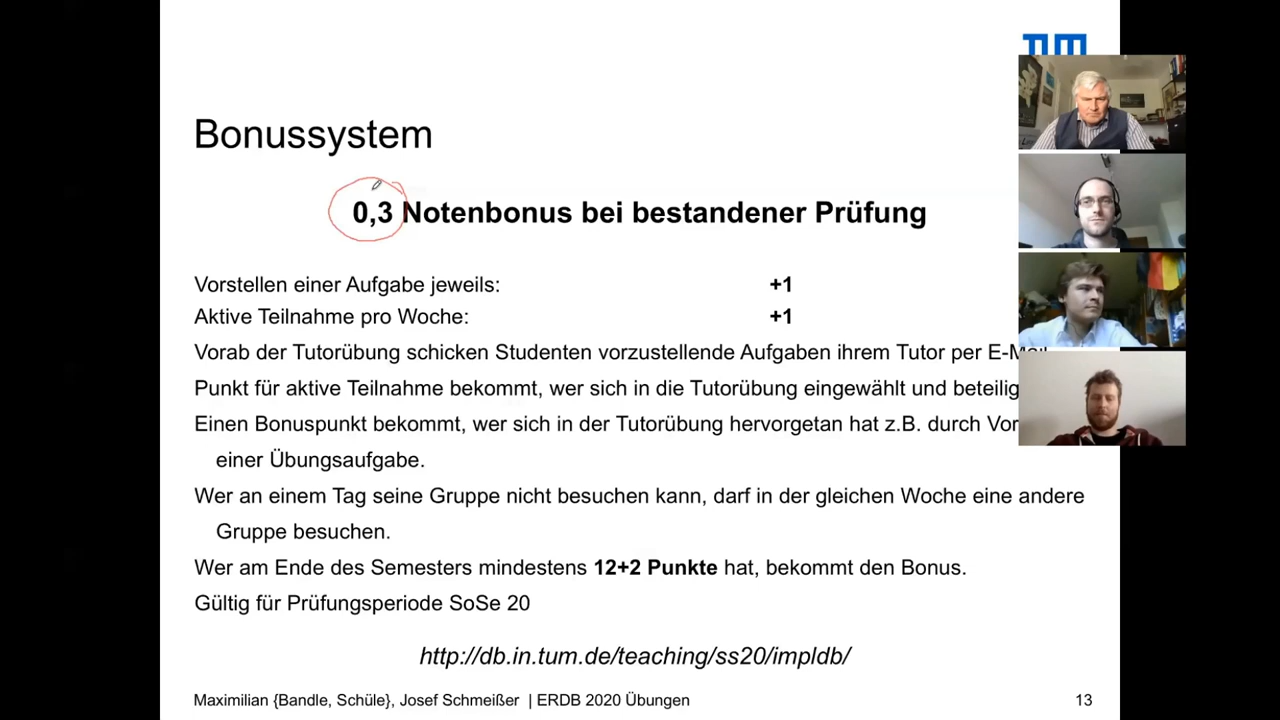 TUM
Bonussystem
0,3 Notenbonus bei bestandener Prüfung
Vorstellen einer Aufgabe jeweils: +1
Aktive Teilnahme pro Woche: +1
Vorab der Tutorübung schicken Studenten vorzustellende Aufgaben ihrem Tutor per
Punkt für aktive Teilnahme bekommt, wer sich in die Tutorübung eingewählt und
Einen Bonuspunkt bekommt, wer sich in der Tutorübung hervorgetan hat z.B. durch
einer Übungsaufgabe.
Wer an einem Tag seine Gruppe nicht besuchen kann, darf in der gleichen Woche eine andere
Gruppe besuchen.
Wer am Ende des Semesters mindestens 12+2 Punkte hat, bekommt den Bonus.
Gültig für Prüfungsperiode SoSe 20
http://db.in.tum.de/teaching/ss20/impldb/
Maximilian {Bandle, Schüle}, Josef Schmeißer | ERDB 2020 Übungen 13